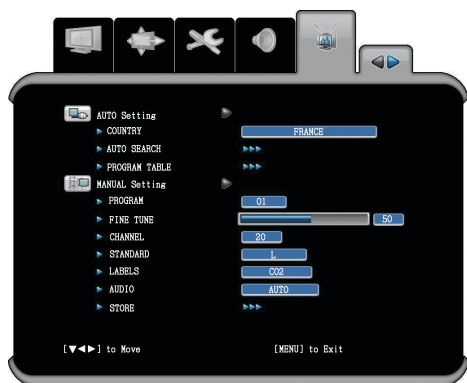 AUTO Setting
COUNTRY FRANCE
AUTO SEARCH
PROGRAM TABLE
MANUAL Setting
PROGRAM 01
FINE TUNE 50
CHANNEL 20
STANDARD L
LABELS CO2
AUDIO AUTO
STORE
[▼◀▶] to Move [MENU] to Exit